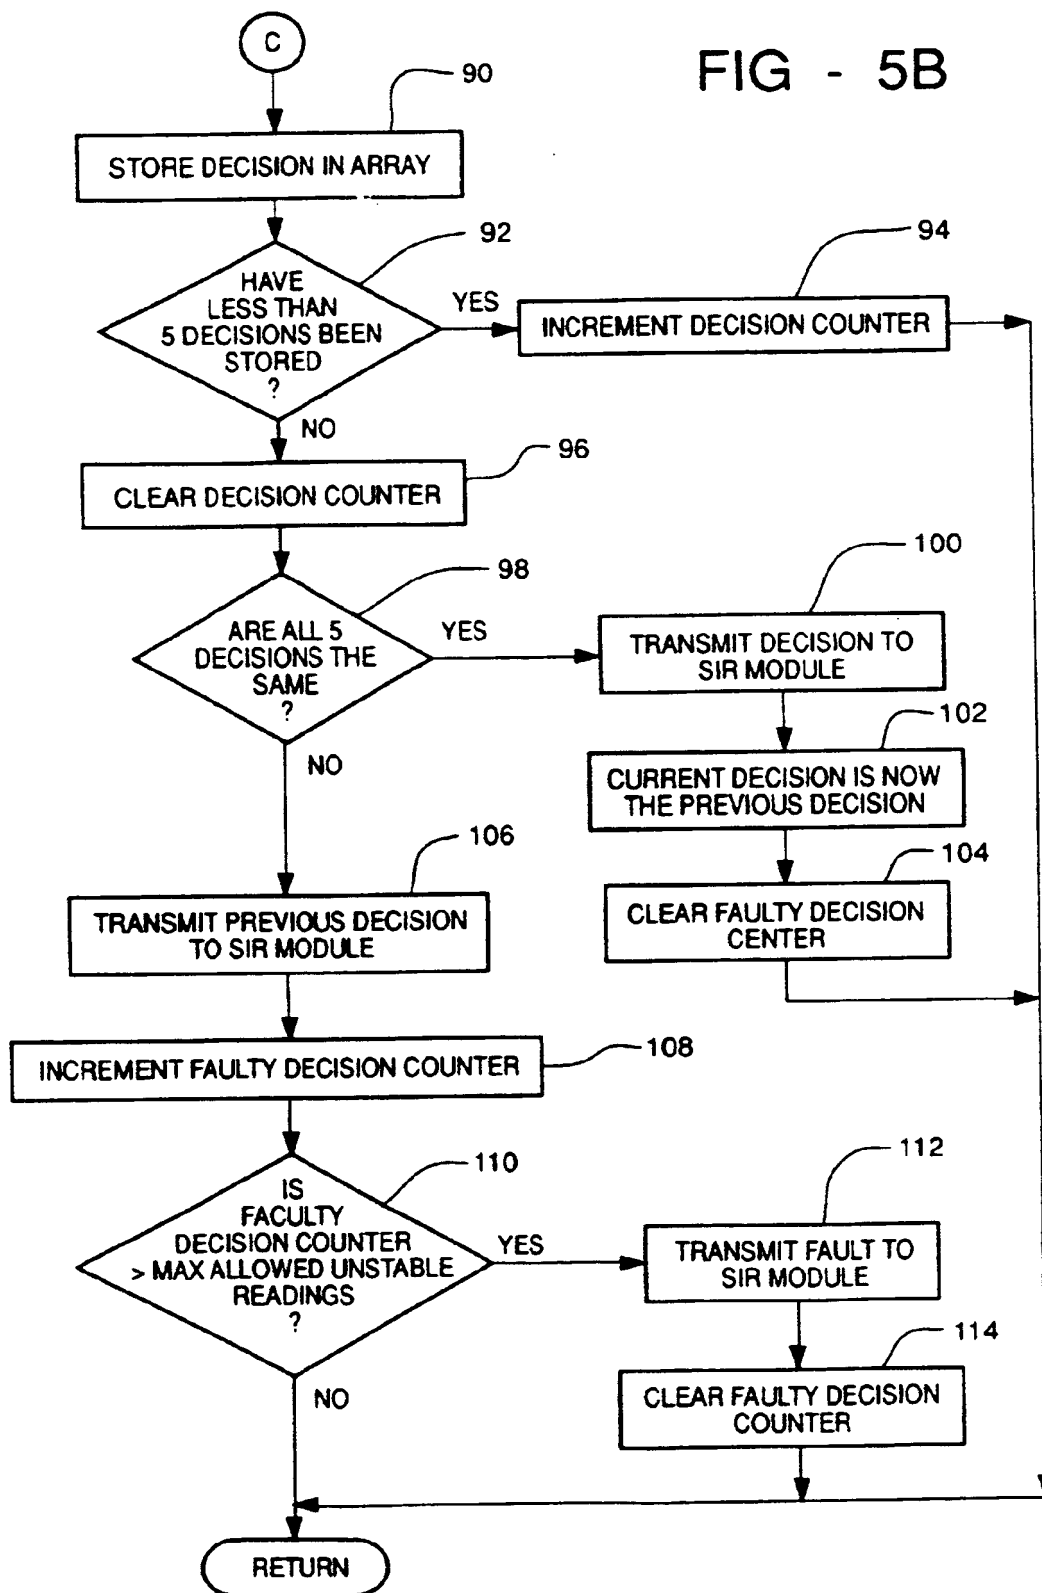 C
FIG - 5B
90
STORE DECISION IN ARRAY
92
HAVE
LESS THAN
5 DECISIONS BEEN
STORED
?
YES
94
INCREMENT DECISION COUNTER
NO
96
CLEAR DECISION COUNTER
98
ARE ALL 5
DECISIONS THE
SAME
?
YES
100
TRANSMIT DECISION TO
SIR MODULE
102
CURRENT DECISION IS NOW
THE PREVIOUS DECISION
104
CLEAR FAULTY DECISION
CENTER
NO
106
TRANSMIT PREVIOUS DECISION
TO SIR MODULE
108
INCREMENT FAULTY DECISION COUNTER
110
IS
FACULTY
DECISION COUNTER
> MAX ALLOWED UNSTABLE
READINGS
?
YES
112
TRANSMIT FAULT TO
SIR MODULE
114
CLEAR FAULTY DECISION
COUNTER
NO
RETURN